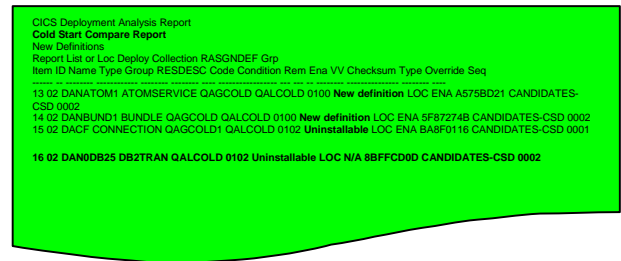 CICS Deployment Analysis Report
Cold Start Compare Report
New Definitions
Report List or Loc Deploy Collection RASGNDEF Grp
Item ID Name Type Group RESDESC Code Condition Rem Ena VV Checksum Type Override Seq
------ -- -------- ------------ -------- -------- ---- ---------------- --- --- -- -------- -------------- -------- ----
13 02 DANATOM1 ATOMSERVICE QAGCOLD QALCOLD 0100 New definition LOC ENA A575BD21 CANDIDATES-
CSD 0002
14 02 DANBUND1 BUNDLE QAGCOLD QALCOLD 0100 New definition LOC ENA 5F87274B CANDIDATES-CSD 0002
15 02 DACF CONNECTION QAGCOLD1 QALCOLD 0102 Uninstallable LOC ENA BA8F0116 CANDIDATES-CSD 0001
16 02 DAN0DB25 DB2TRAN QALCOLD 0102 Uninstallable LOC N/A 8BFFCD0D CANDIDATES-CSD 0002